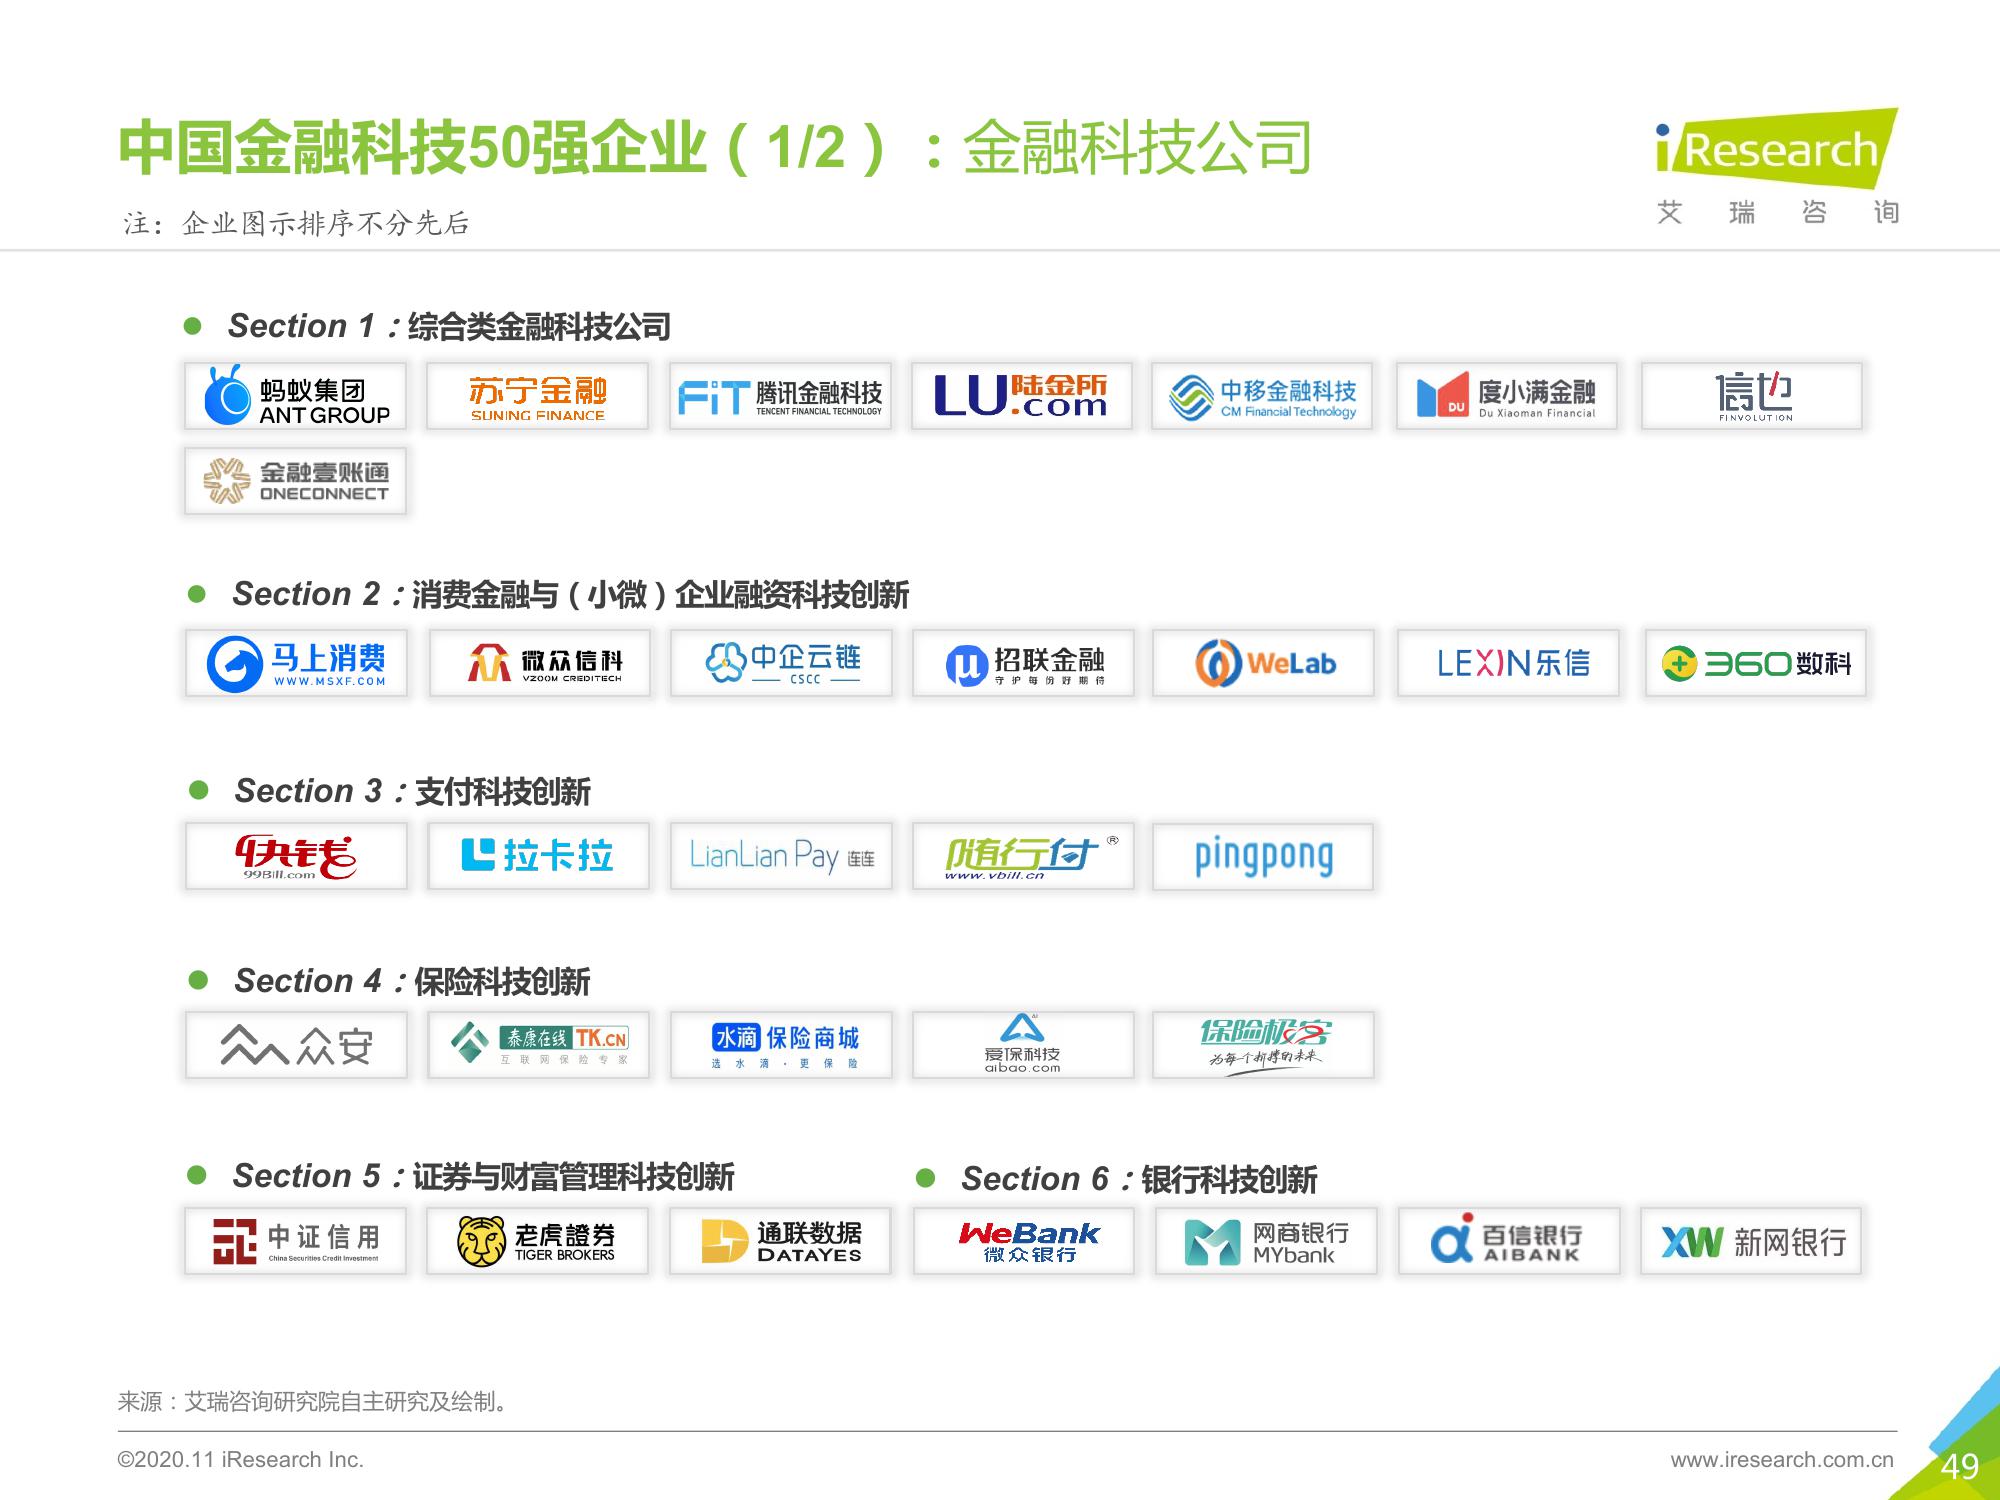 中国金融科技50强企业（1/2）：金融科技公司
iResearch
艾瑞咨询
注：企业图示排序不分先后
Section 1：综合类金融科技公司
蚂蚁集团
ANT GROUP
苏宁金融
SUNING FINANCE
FiT 腾讯金融科技
TENCENT FINANCIAL TECHNOLOGY
LU.com 陆金所
中移金融科技
CM Financial Technology
DU 度小满金融
Du Xiaoman Financial
信也
FINVOLUTION
金融壹账通
ONECONNECT
Section 2：消费金融与（小微）企业融资科技创新
马上消费
WWW.MSXF.COM
微众信科
VZOOM CREDITECH
中企云链
CSCC
招联金融
守护每份好期待
WeLab
LEXIN乐信
360数科
Section 3：支付科技创新
快钱
99Bill.com
拉卡拉
LianLian Pay 连连
随行付®
www.vbill.cn
pingpong
Section 4：保险科技创新
众安
泰康在线 TK.CN
互联网保险专家
水滴 保险商城
选水滴·更保险
AI
爱保科技
aibao.com
保险极客
为每个折腾的未来
Section 5：证券与财富管理科技创新
中证信用
China Securities Credit Investment
老虎證券
TIGER BROKERS
通联数据
DATAYES
Section 6：银行科技创新
WeBank
微众银行
网商银行
MYbank
百信银行
AIBANK
XW 新网银行
来源：艾瑞咨询研究院自主研究及绘制。
©2020.11 iResearch Inc.
www.iresearch.com.cn
49